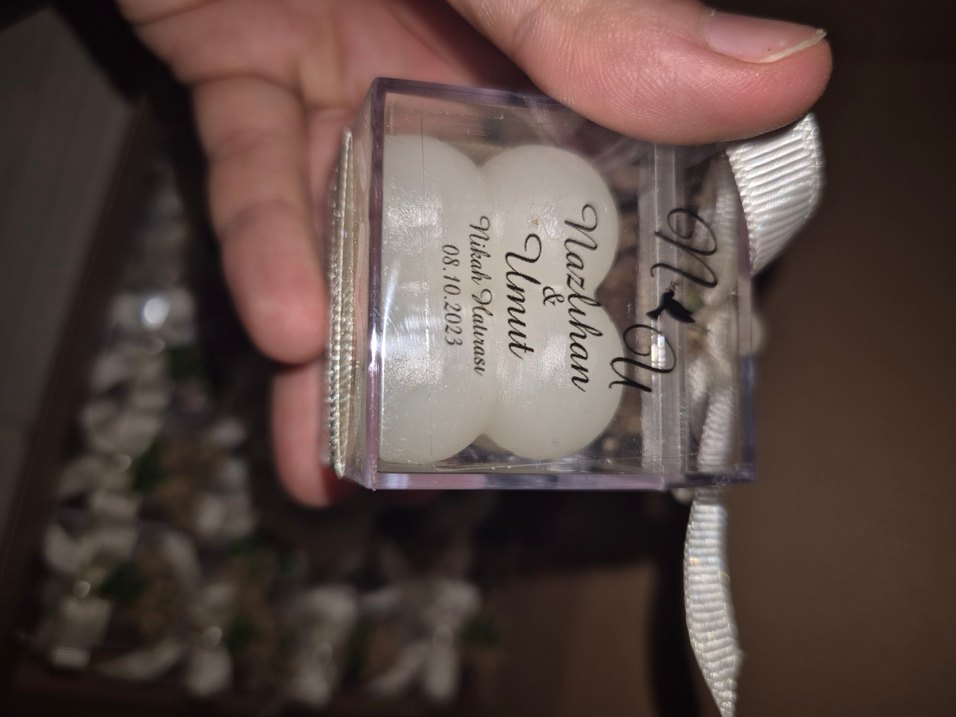 N U
Nazlıhan
&
Umut
Nikah Hatırası
08.10.2023